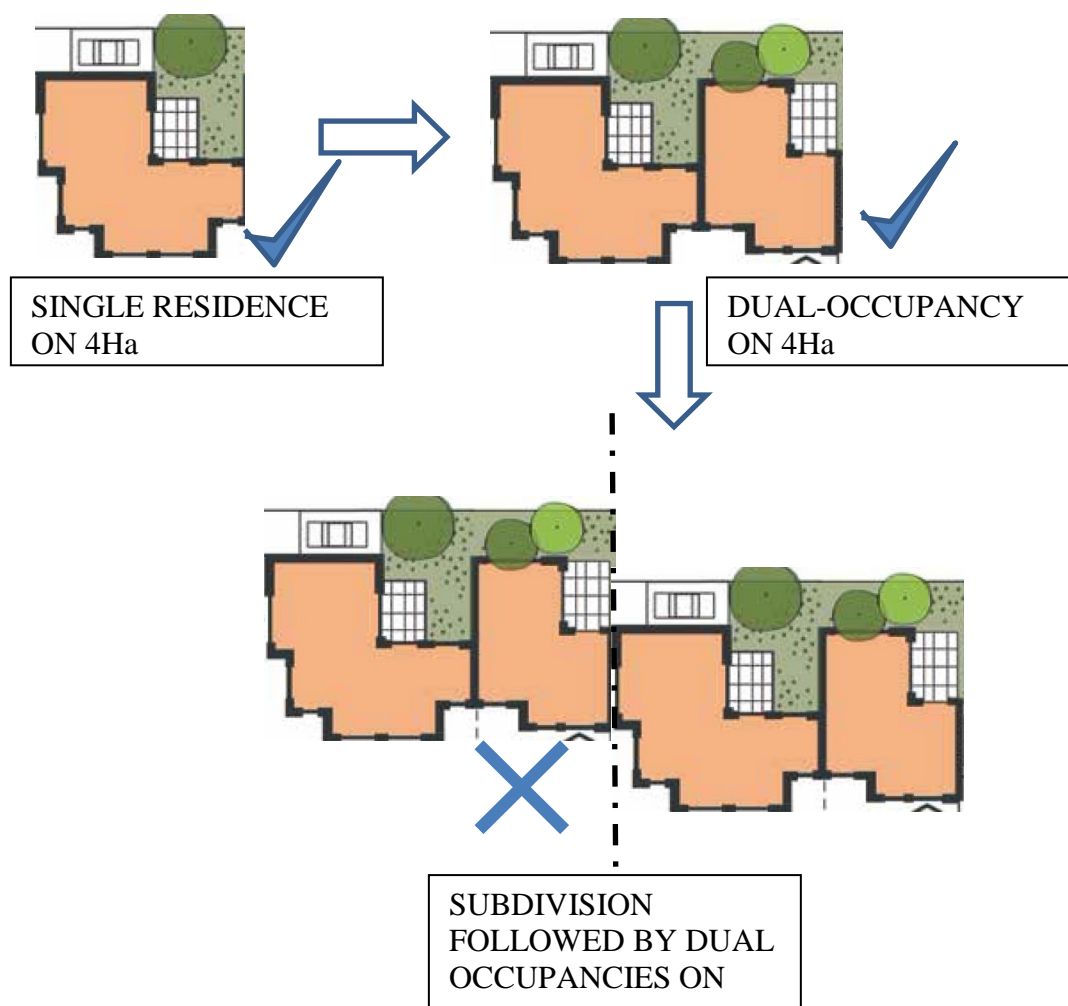 SINGLE RESIDENCE
ON 4Ha
DUAL-OCCUPANCY
ON 4Ha
SUBDIVISION
FOLLOWED BY DUAL
OCCUPANCIES ON